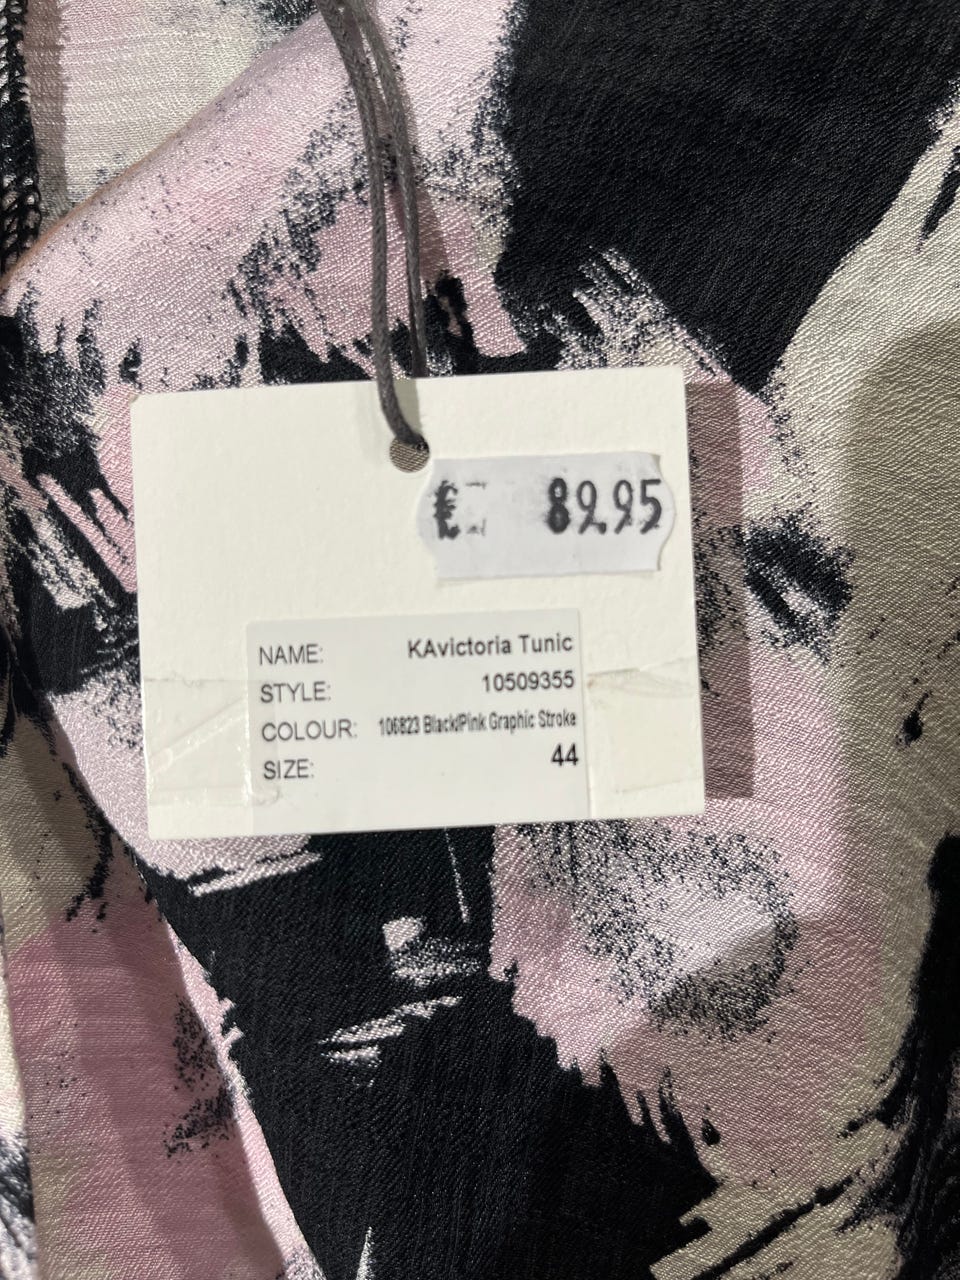 € 89.95
NAME: KAvictoria Tunic
STYLE: 10509355
COLOUR: 106823 Black/Pink Graphic Stroke
SIZE: 44